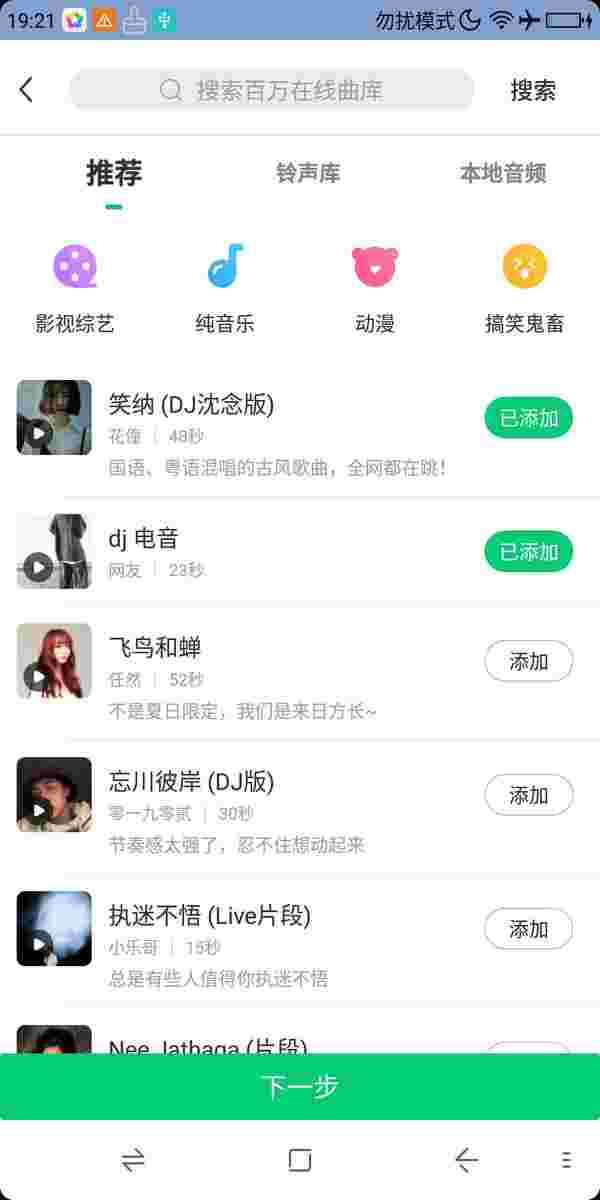 19:21
勿扰模式
搜索百万在线曲库
搜索
推荐
铃声库
本地音频
影视综艺
纯音乐
动漫
搞笑鬼畜
笑纳 (DJ沈念版)
花僮 | 48秒
国语、粤语混唱的古风歌曲，全网都在跳！
已添加
dj 电音
网友 | 23秒
已添加
飞鸟和蝉
任然 | 52秒
不是夏日限定，我们是来日方长~
添加
忘川彼岸 (DJ版)
零一九零贰 | 30秒
节奏感太强了，忍不住想动起来
添加
执迷不悟 (Live片段)
小乐哥 | 15秒
总是有些人值得你执迷不悟
添加
Nee Jathaga (片段)
下一步